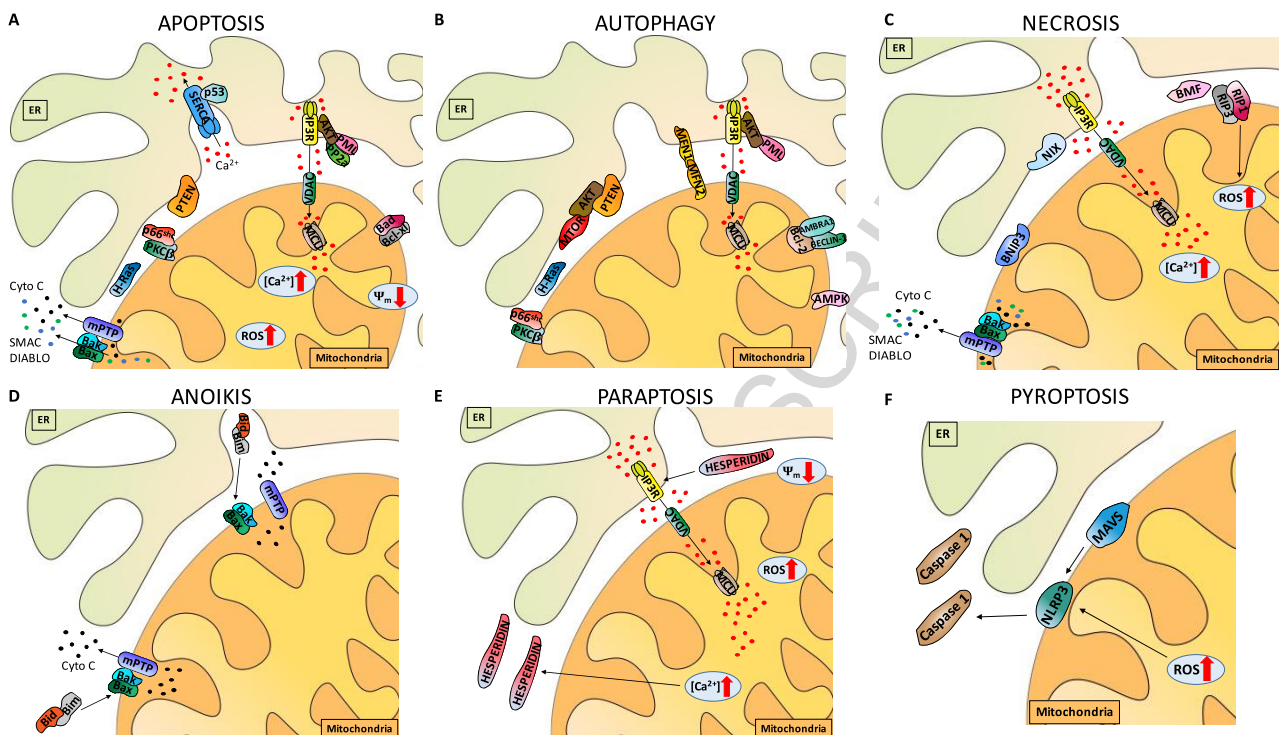 A
APOPTOSIS
ER
SERCA
p53
Ca²⁺
IP3R
AKT
PML
pp2a
PTEN
VDAC
MCU
p66ˢʰᶜ
PKCβ
H-Ras
Bad
Bcl-xl
[Ca²⁺]
Ψₘ
ROS
Cyto C
SMAC
DIABLO
mPTP
Bak
Bax
Mitochondria
B
AUTOPHAGY
ER
MFN1
MFN2
IP3R
AKT
PML
VDAC
MCU
AKT
PTEN
MTOR
H-Ras
p66ˢʰᶜ
PKCβ
Bcl-2
AMBRA1
BECLIN-1
AMPK
Mitochondria
C
NECROSIS
ER
IP3R
BMF
RIP3
RIP1
NIX
VDAC
MCU
ROS
BNIP3
[Ca²⁺]
Cyto C
SMAC
DIABLO
Bak
Bax
mPTP
Mitochondria
SCRI
D
ANOIKIS
ER
Bid
Bim
mPTP
Bak
Bax
Cyto C
mPTP
Bak
Bax
Bid
Bim
Mitochondria
E
PARAPTOSIS
ER
HESPERIDIN
IP3R
Ψₘ
VDAC
MCU
ROS
HESPERIDIN
HESPERIDIN
[Ca²⁺]
Mitochondria
F
PYROPTOSIS
ER
MAVS
Caspase 1
Caspase 1
NLRP3
ROS
Mitochondria